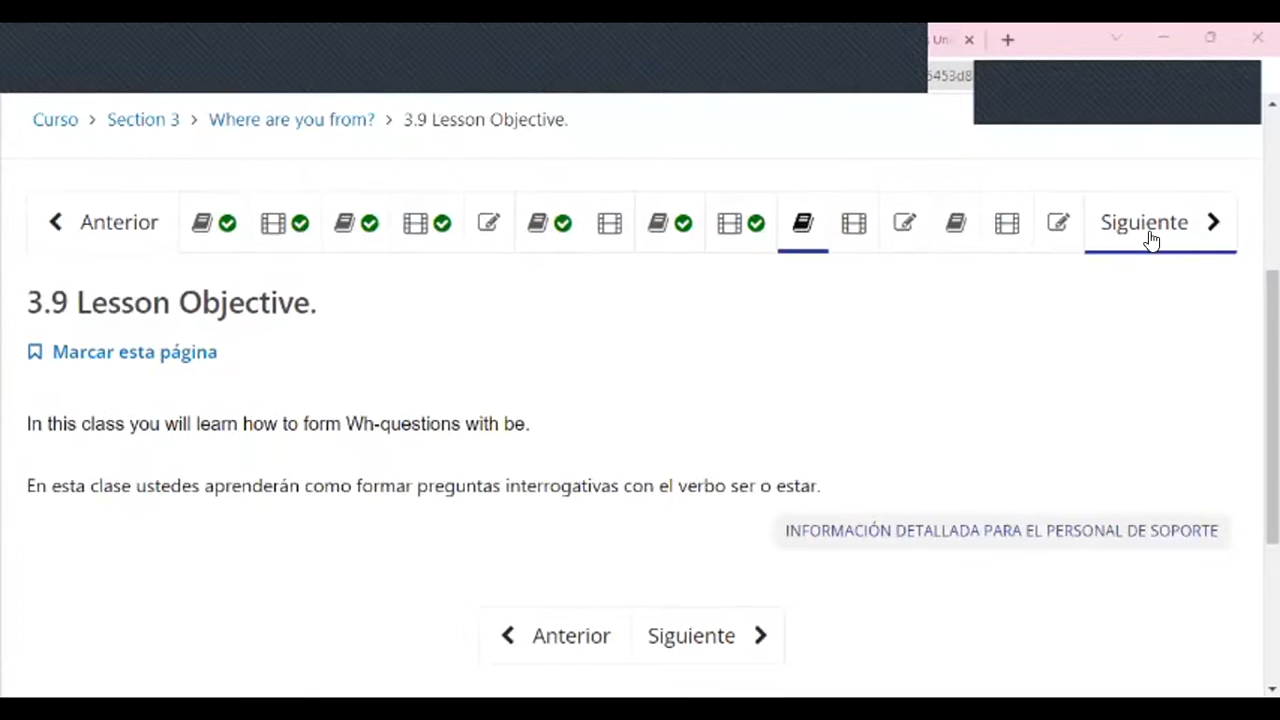 Un
5453d8
Curso > Section 3 > Where are you from? > 3.9 Lesson Objective.
Anterior
Siguiente
3.9 Lesson Objective.
Marcar esta página
In this class you will learn how to form Wh-questions with be.
En esta clase ustedes aprenderán como formar preguntas interrogativas con el verbo ser o estar.
INFORMACIÓN DETALLADA PARA EL PERSONAL DE SOPORTE
Anterior Siguiente